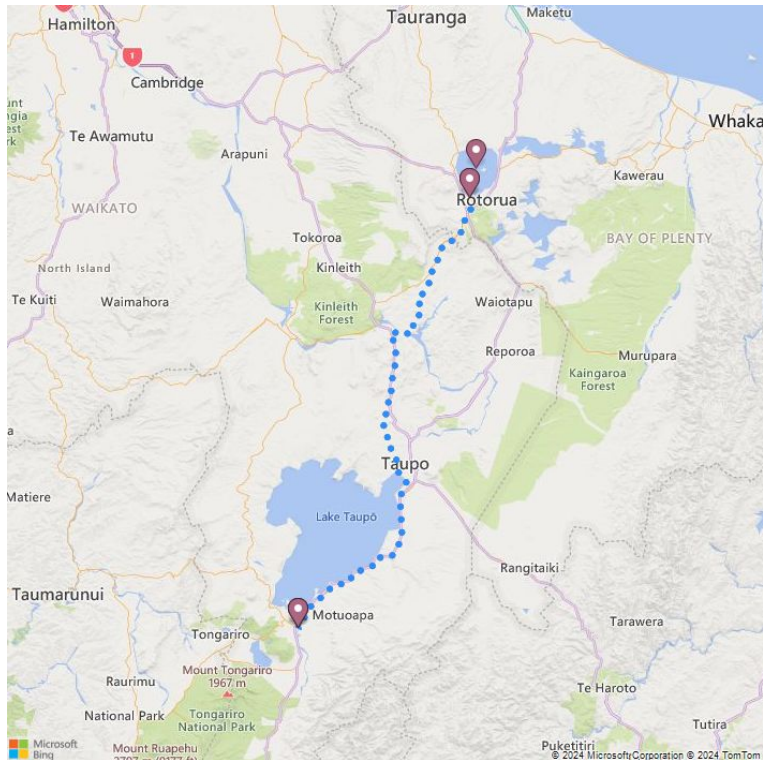 Tauranga
Maketu
Hamilton
1
Cambridge
Whaka
Te Awamutu
Arapuni
Kawerau
WAIKATO
Rotorua
Tokoroa
BAY OF PLENTY
North Island
Kinleith
Te Kuiti
Waimahora
Kinleith
Forest
Waiotapu
Reporoa
Murupara
Kaingaroa
Forest
Taupo
Matiere
Lake Taupō
Rangitaiki
Taumarunui
Motuoapa
Tarawera
Tongariro
Mount Tongariro
1967 m
Raurimu
Te Haroto
National Park
Tongariro
National Park
Tutira
Microsoft
Bing
Mount Ruapehu
Puketitiri
© 2024 Microsoft Corporation © 2024 TomTom